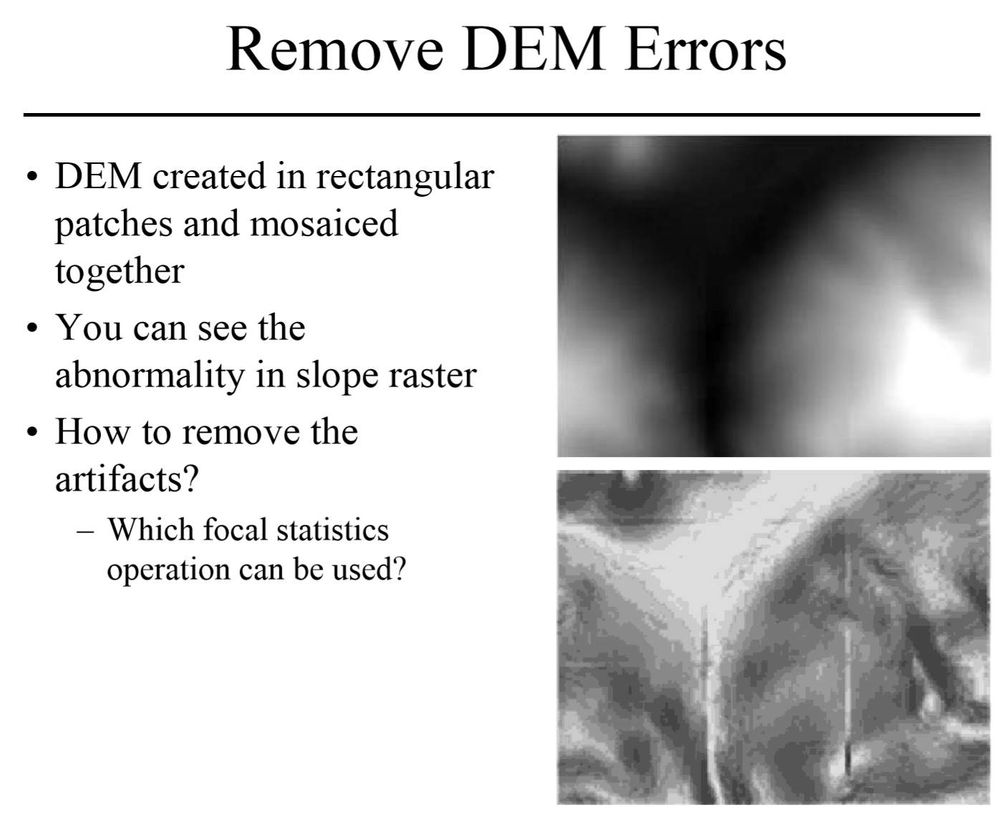 Remove DEM Errors
• DEM created in rectangular
patches and mosaiced
together
• You can see the
abnormality in slope raster
• How to remove the
artifacts?
– Which focal statistics
operation can be used?